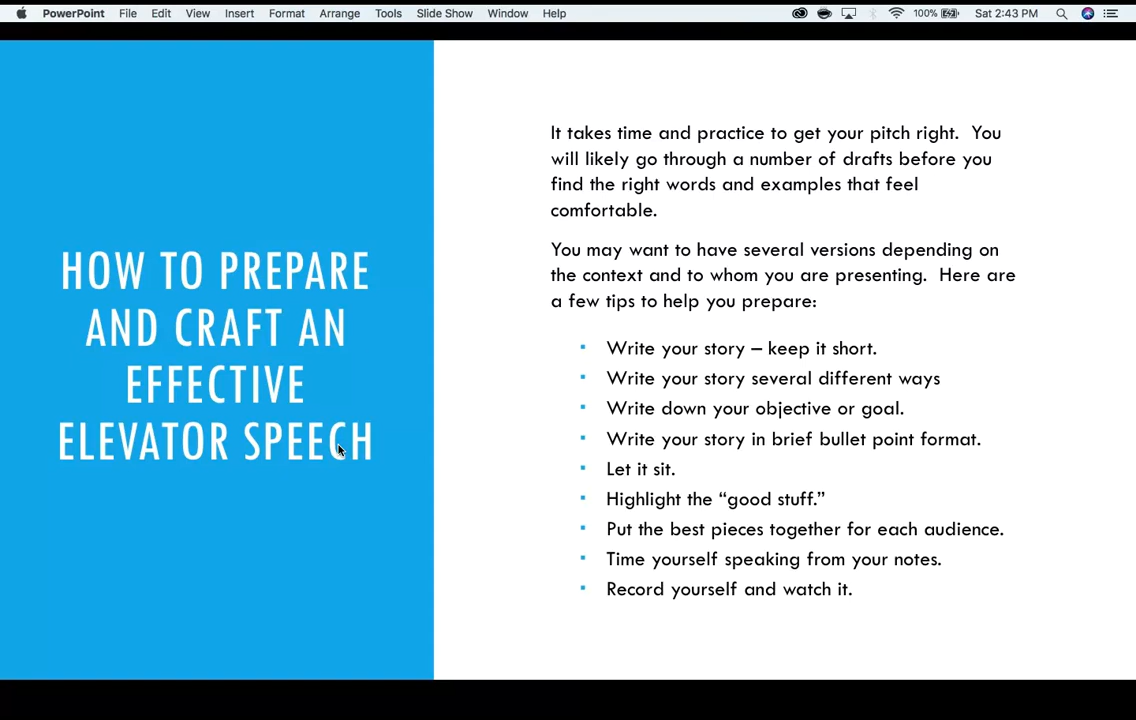 PowerPoint File Edit View Insert Format Arrange Tools Slide Show Window Help 100% Sat 2:43 PM
HOW TO PREPARE
AND CRAFT AN
EFFECTIVE
ELEVATOR SPEECH
It takes time and practice to get your pitch right.  You
will likely go through a number of drafts before you
find the right words and examples that feel
comfortable.
You may want to have several versions depending on
the context and to whom you are presenting.  Here are
a few tips to help you prepare:
▪ Write your story – keep it short.
▪ Write your story several different ways
▪ Write down your objective or goal.
▪ Write your story in brief bullet point format.
▪ Let it sit.
▪ Highlight the “good stuff.”
▪ Put the best pieces together for each audience.
▪ Time yourself speaking from your notes.
▪ Record yourself and watch it.